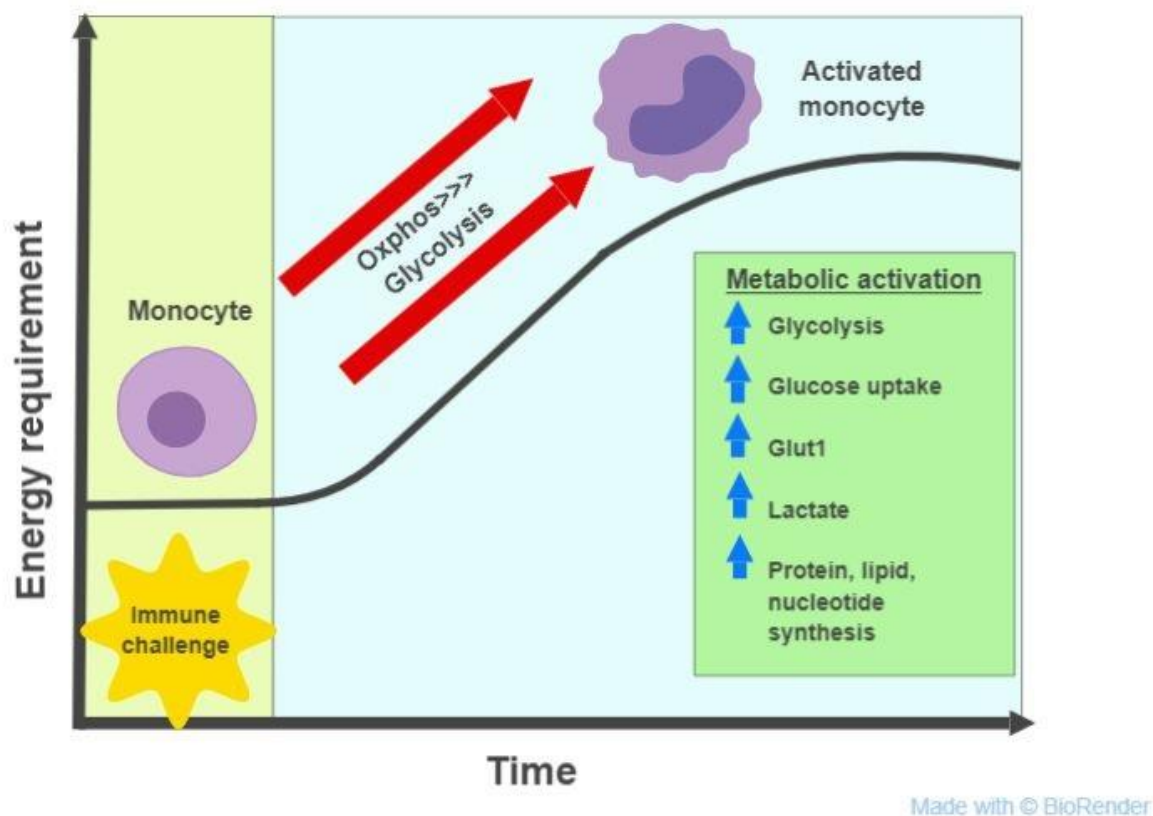 Energy requirement
Monocyte
Immune
challenge
Oxphos>>>
Glycolysis
Activated
monocyte
Metabolic activation
Glycolysis
Glucose uptake
Glut1
Lactate
Protein, lipid,
nucleotide
synthesis
Time
Made with © BioRender